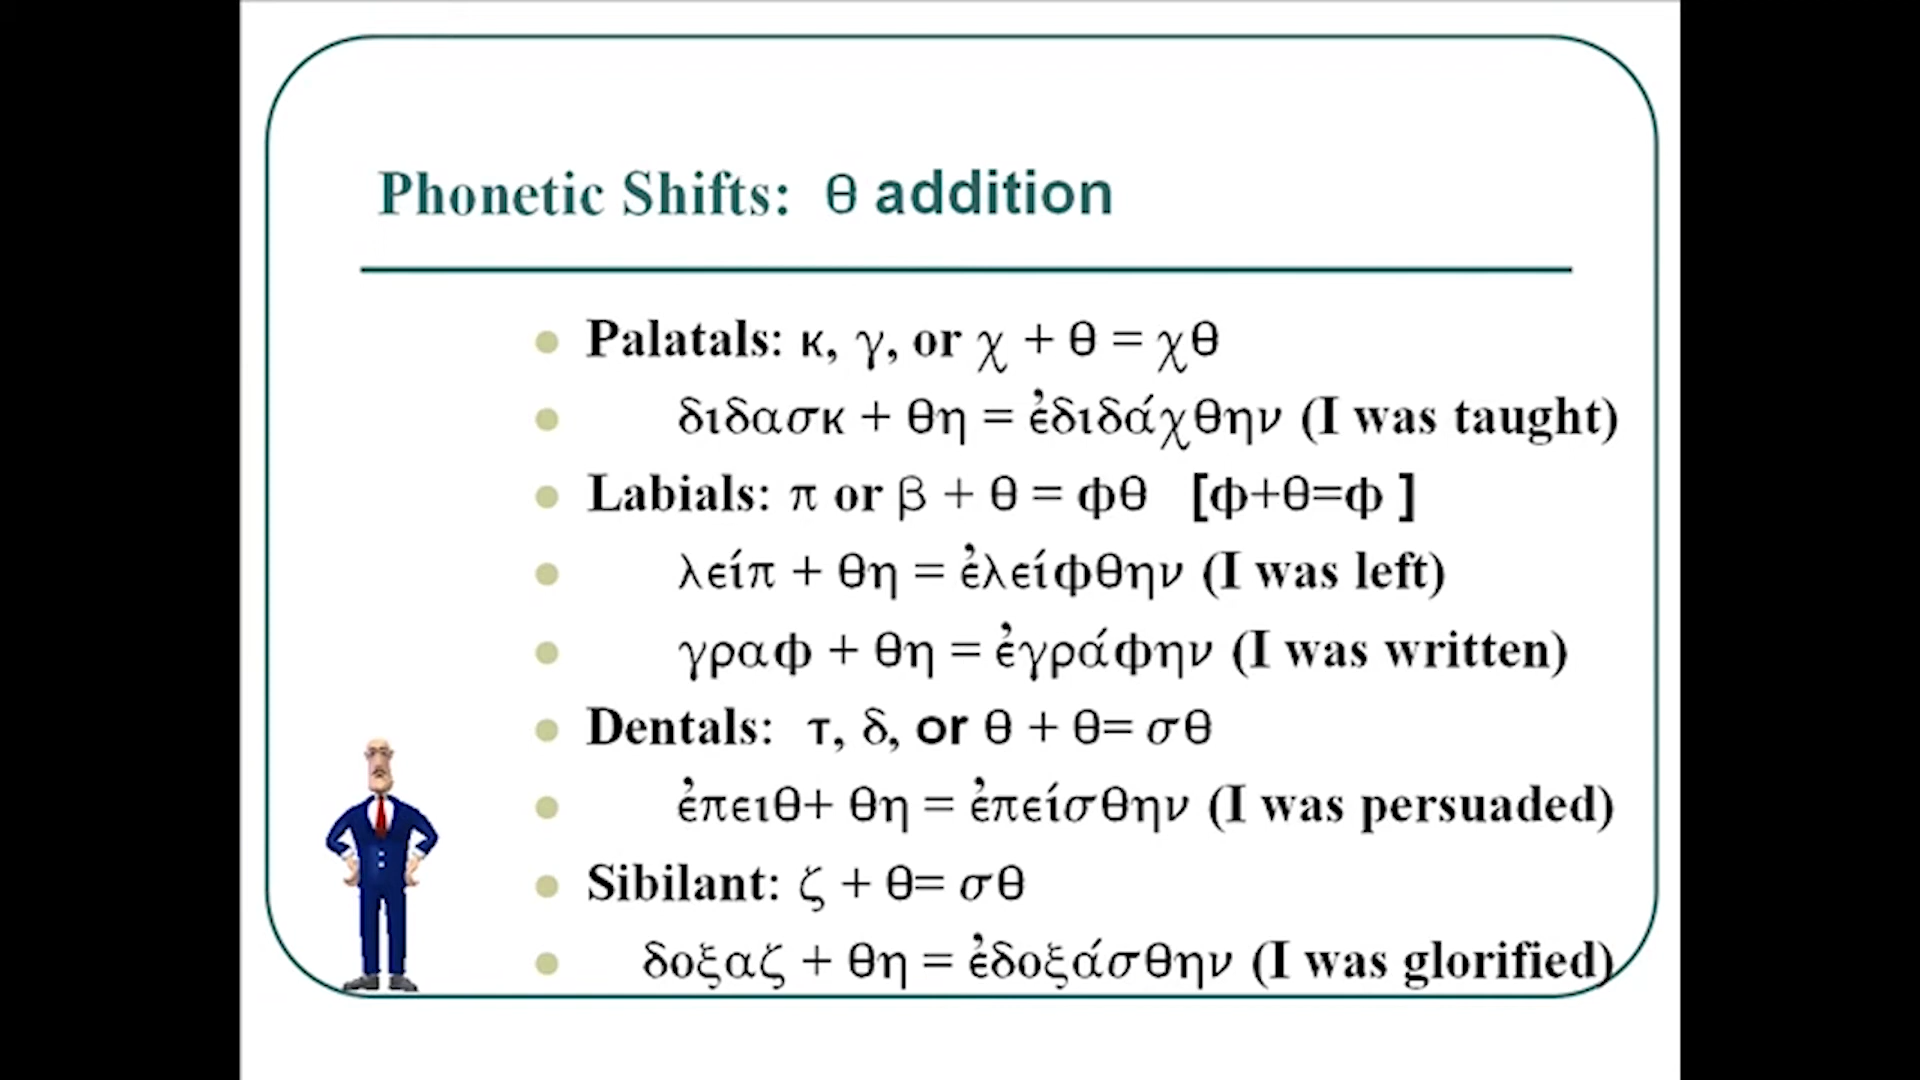 Phonetic Shifts: θ addition
Palatals: κ, γ, or χ + θ = χθ
διδασκ + θη = ἐδιδάχθην (I was taught)
Labials: π or β + θ = φθ [φ+θ=φ ]
λείπ + θη = ἐλείφθην (I was left)
γραφ + θη = ἐγράφην (I was written)
Dentals: τ, δ, or θ + θ= σθ
ἐπειθ+ θη = ἐπείσθην (I was persuaded)
Sibilant: ζ + θ= σθ
δοξαζ + θη = ἐδοξάσθην (I was glorified)